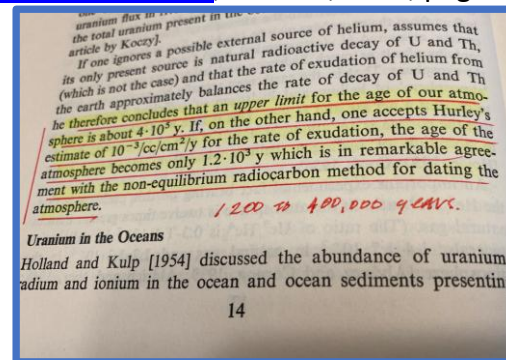 uranium flux in
the total uranium present in the
article by Koczy].
If one ignores a possible external source of helium, assumes that
its only present source is natural radioactive decay of U and Th,
(which is not the case) and that the rate of exudation of helium from
the earth approximately balances the rate of decay of U and Th
he therefore concludes that an upper limit for the age of our atmo-
sphere is about 4·10⁵ y. If, on the other hand, one accepts Hurley's
estimate of 10⁻³/cc/cm²/y for the rate of exudation, the age of the
atmosphere becomes only 1.2·10³ y which is in remarkable agree-
ment with the non-equilibrium radiocarbon method for dating the
atmosphere.
1200 to 400,000 years.
Uranium in the Oceans
Holland and Kulp [1954] discussed the abundance of uranium
adium and ionium in the ocean and ocean sediments presentin
14